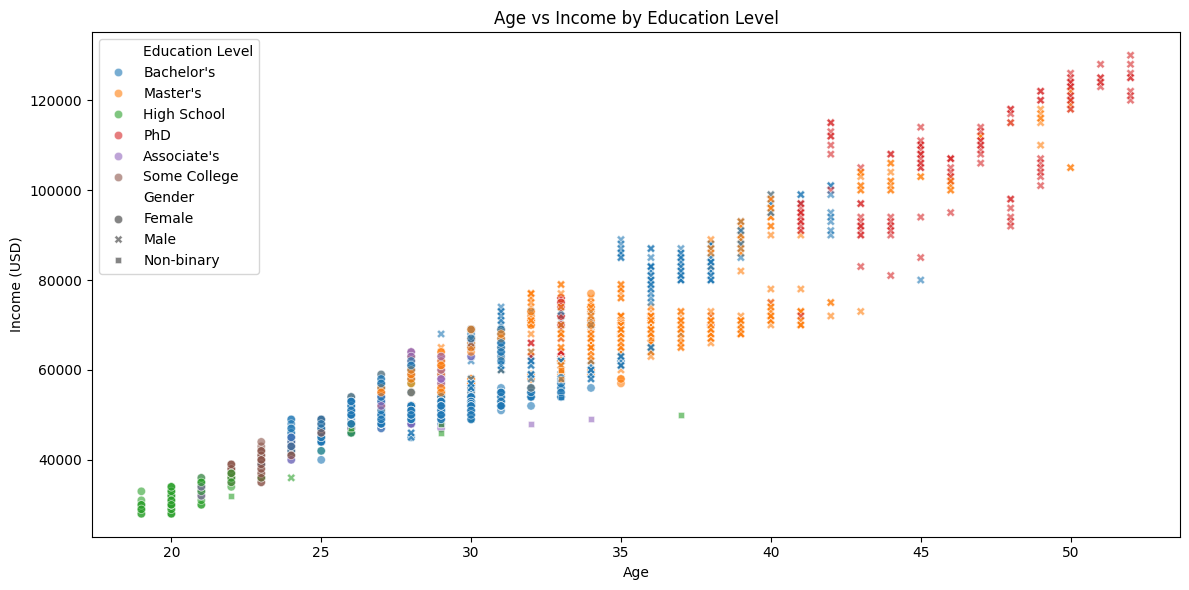 Age vs Income by Education Level
Education Level
Bachelor's
Master's
High School
PhD
Associate's
Some College
Gender
Female
Male
Non-binary
Income (USD)
120000
100000
80000
60000
40000
20 25 30 35 40 45 50
Age